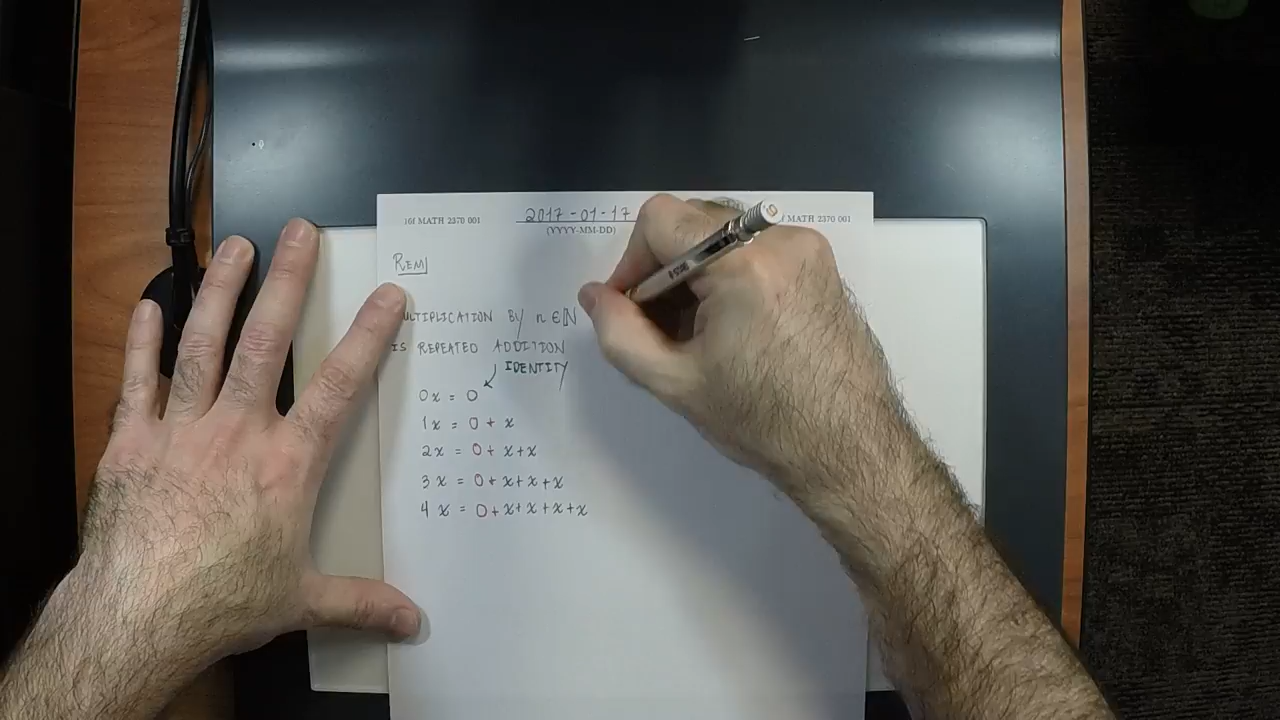 16f MATH 2370 001 2017-01-17 MATH 2370 001
(YYYY-MM-DD)
REM
ULTIPLICATION BY n ∈ ℕ
IS REPEATED ADDITION
IDENTITY
0x = 0
1x = 0 + x
2x = 0 + x + x
3x = 0 + x + x + x
4x = 0 + x + x + x + x